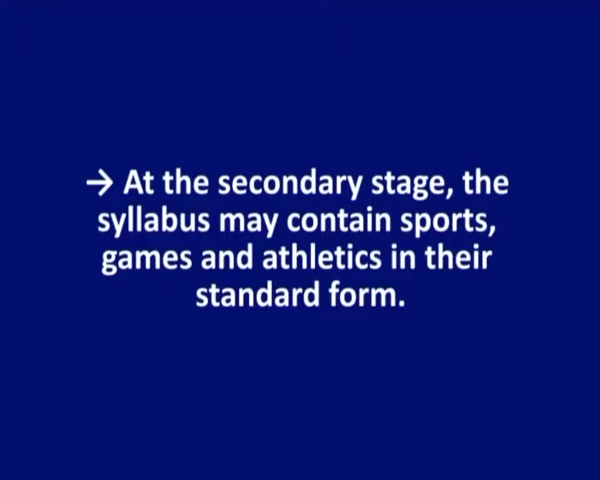 → At the secondary stage, the
syllabus may contain sports,
games and athletics in their
standard form.